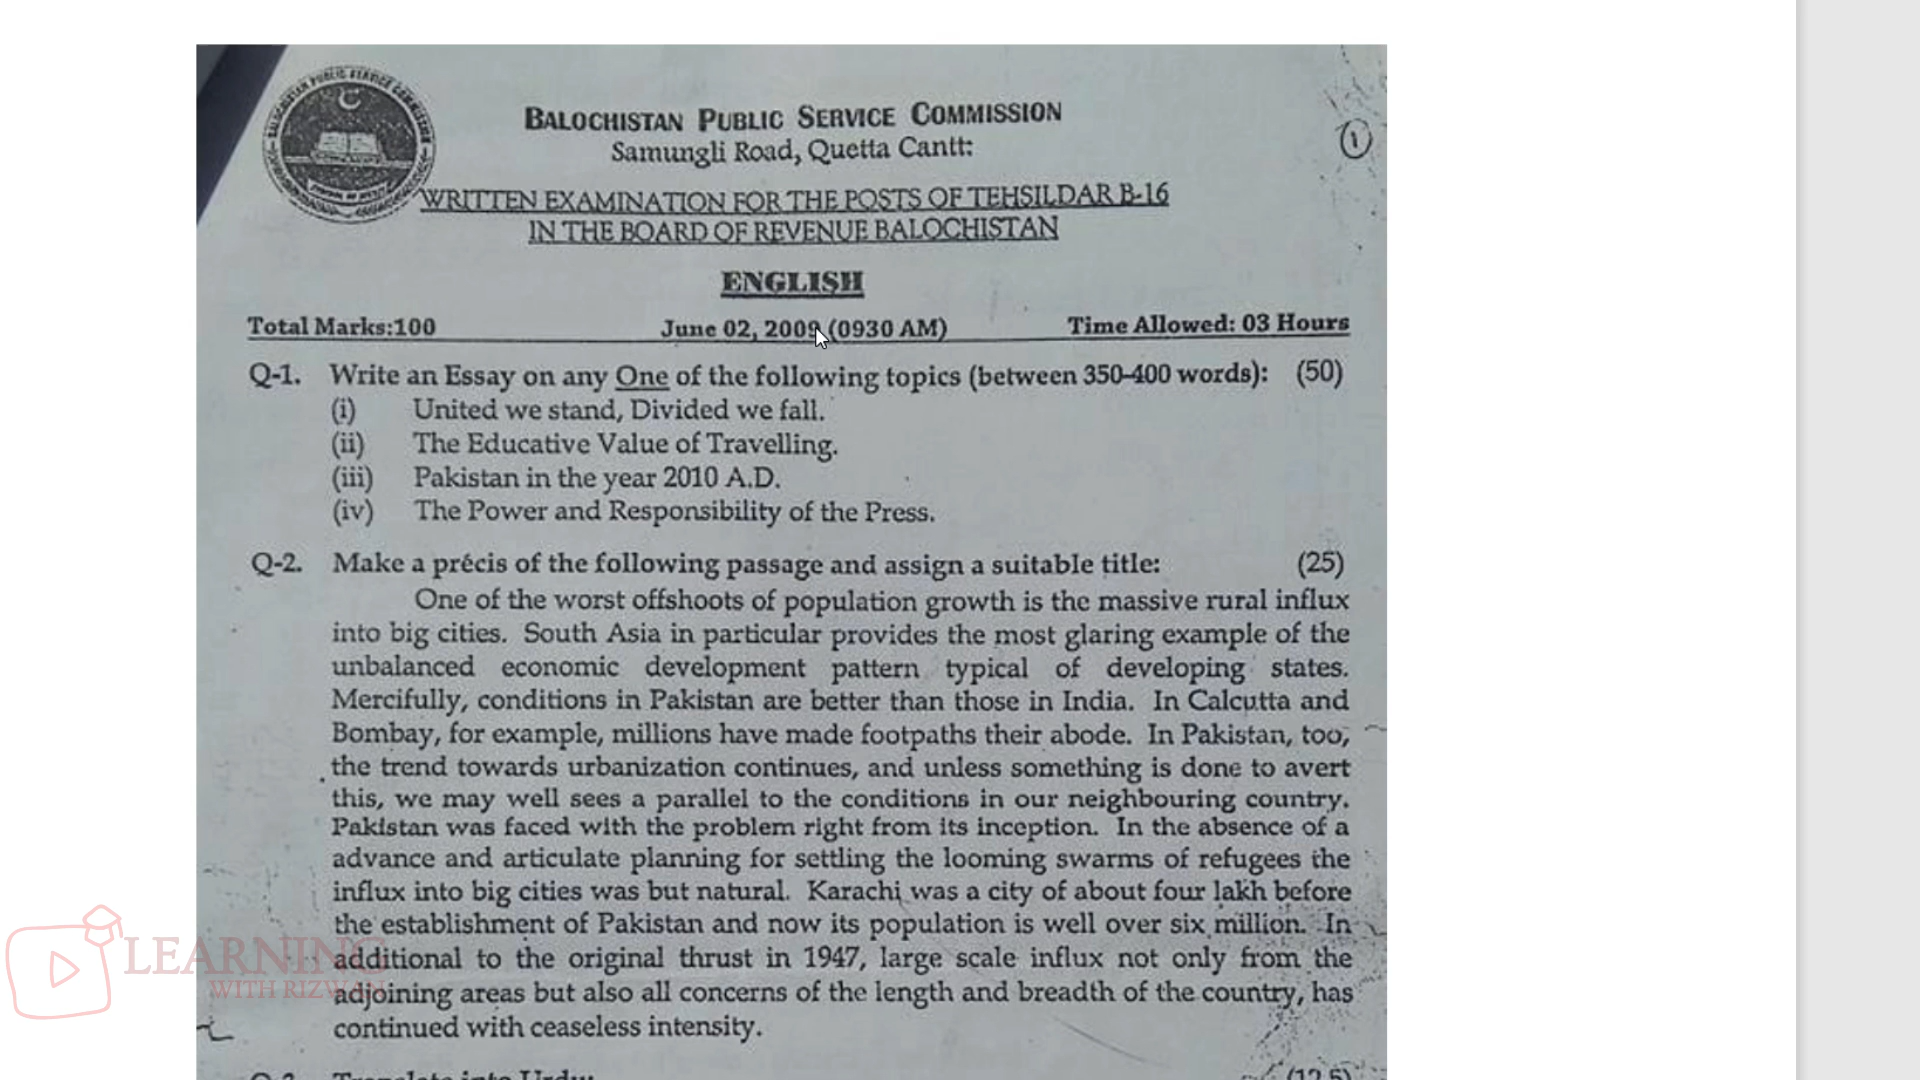 BALOCHISTAN PUBLIC SERVICE COMMISSION
Samungli Road, Quetta Cantt:
1
WRITTEN EXAMINATION FOR THE POSTS OF TEHSILDAR B-16
IN THE BOARD OF REVENUE BALOCHISTAN
ENGLISH
Total Marks:100 June 02, 2009 (0930 AM) Time Allowed: 03 Hours
Q-1. Write an Essay on any One of the following topics (between 350-400 words): (50)
(i) United we stand, Divided we fall.
(ii) The Educative Value of Travelling.
(iii) Pakistan in the year 2010 A.D.
(iv) The Power and Responsibility of the Press.
Q-2. Make a précis of the following passage and assign a suitable title: (25)
One of the worst offshoots of population growth is the massive rural influx
into big cities. South Asia in particular provides the most glaring example of the
unbalanced economic development pattern typical of developing states.
Mercifully, conditions in Pakistan are better than those in India. In Calcutta and
Bombay, for example, millions have made footpaths their abode. In Pakistan, too,
the trend towards urbanization continues, and unless something is done to avert
this, we may well sees a parallel to the conditions in our neighbouring country.
Pakistan was faced with the problem right from its inception. In the absence of a
advance and articulate planning for settling the looming swarms of refugees the
influx into big cities was but natural. Karachi was a city of about four lakh before
the establishment of Pakistan and now its population is well over six million. In
additional to the original thrust in 1947, large scale influx not only from the
adjoining areas but also all concerns of the length and breadth of the country, has
continued with ceaseless intensity.
LEARNING
WITH RIZWAN
Translate into Urdu: